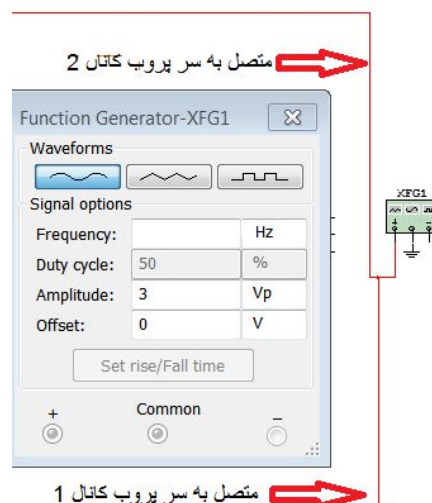 متصل به سر پروب کانال 2
Function Generator-XFG1
Waveforms
Signal options
Frequency: Hz
Duty cycle: 50 %
Amplitude: 3 Vp
Offset: 0 V
Set rise/Fall time
+ Common −
XFG1
متصل به سر پروب کانال 1